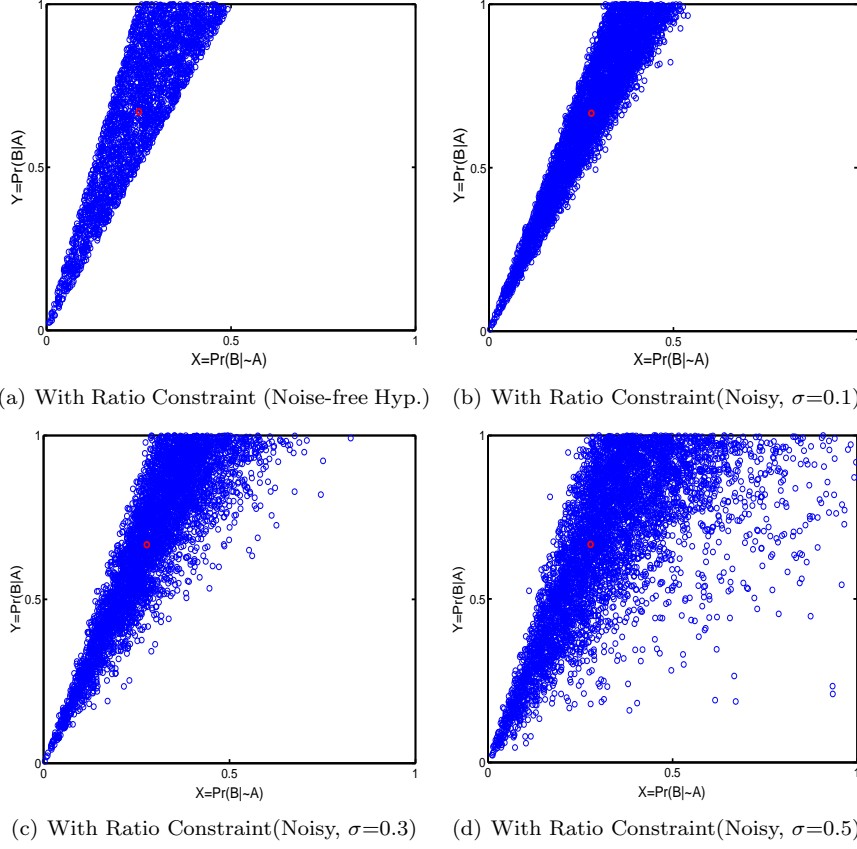 1
Y=Pr(B|A)
0.5
0
0 0.5 1
X=Pr(B|~A)
1
Y=Pr(B|A)
0.5
0
0 0.5 1
X=Pr(B|~A)
a) With Ratio Constraint (Noise-free Hyp.)
(b) With Ratio Constraint(Noisy, σ=0.1)
1
Y=Pr(B|A)
0.5
0
0 0.5 1
X=Pr(B|~A)
1
Y=Pr(B|A)
0.5
0
0 0.5 1
X=Pr(B|~A)
(c) With Ratio Constraint(Noisy, σ=0.3)
(d) With Ratio Constraint(Noisy, σ=0.5)